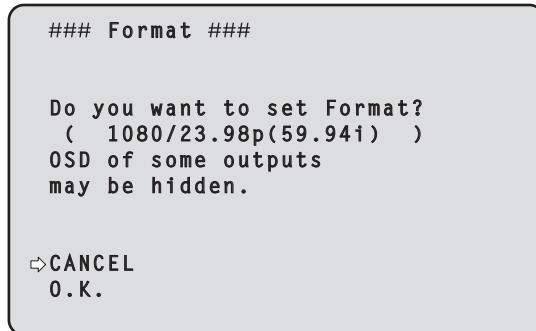 ### Format ###
Do you want to set Format?
( 1080/23.98p(59.94i) )
OSD of some outputs
may be hidden.
⇨CANCEL
O.K.